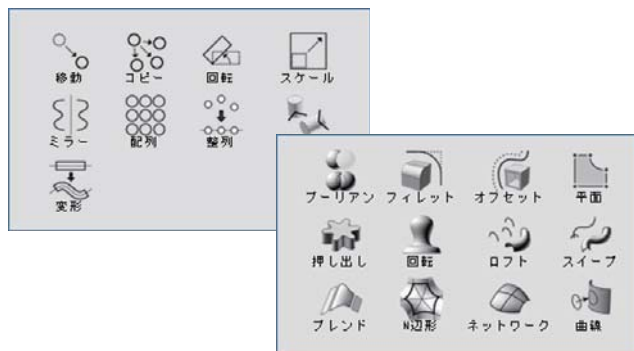 移動 コピー 回転 スケール
ミラー 配列 整列
変形
ブーリアン フィレット オフセット 平面
押し出し 回転 ロフト スイープ
ブレンド N辺形 ネットワーク 曲線